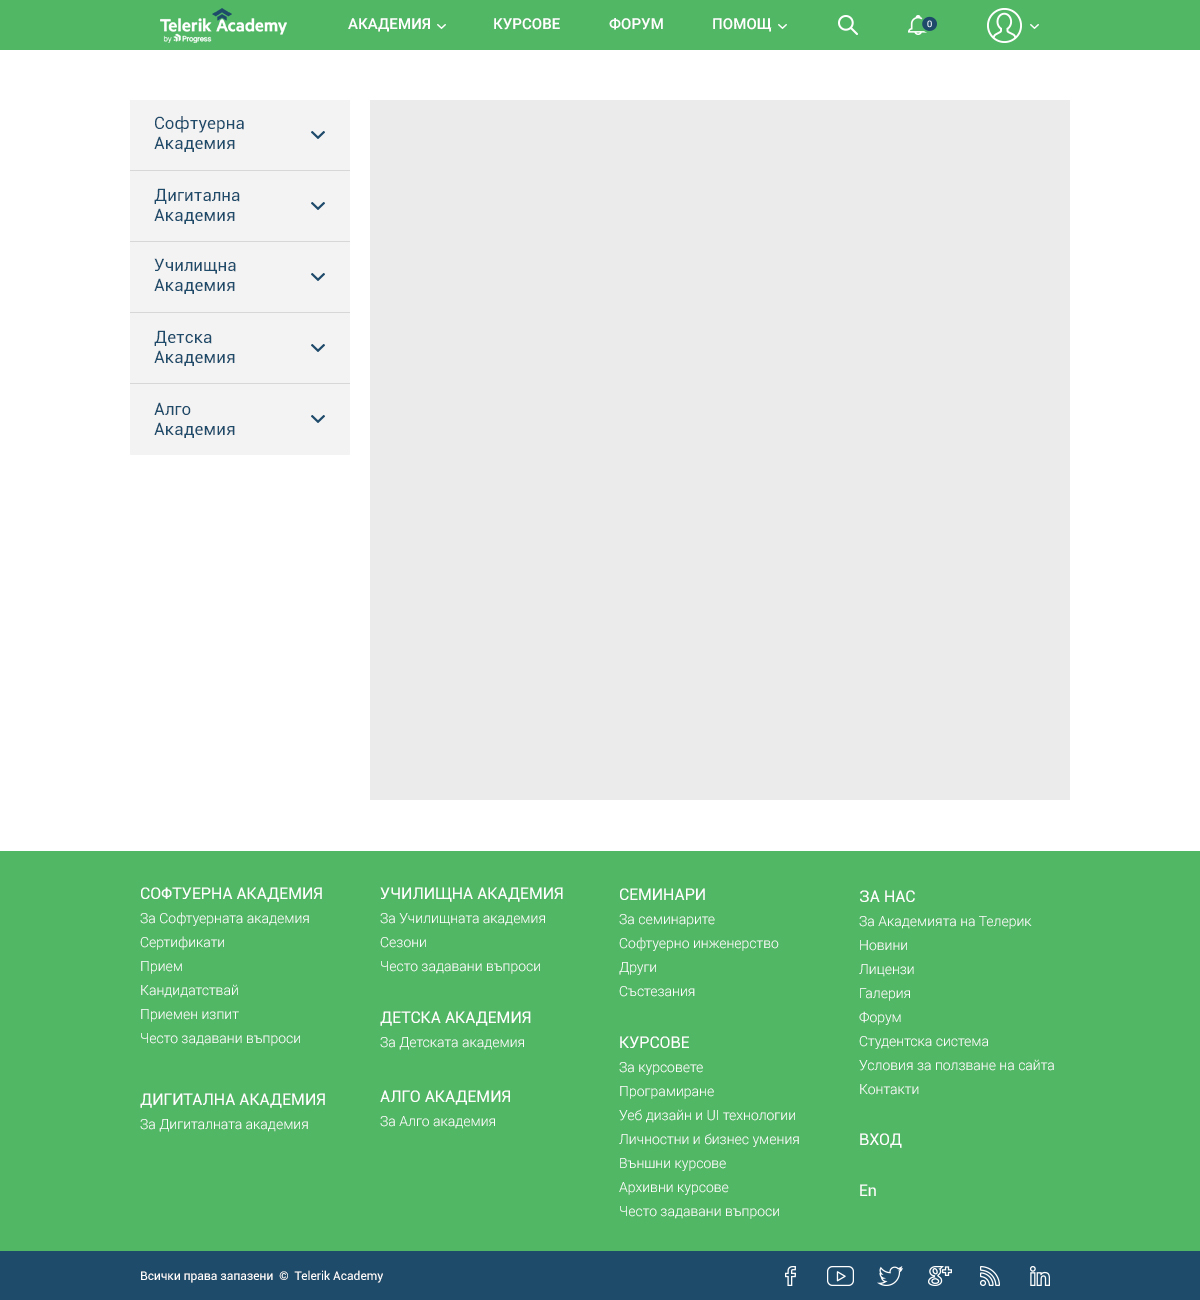 Telerik Academy
by Progress
АКАДЕМИЯ
КУРСОВЕ
ФОРУМ
ПОМОЩ
0
Софтуерна
Академия
Дигитална
Академия
Училищна
Академия
Детска
Академия
Алго
Академия
СОФТУЕРНА АКАДЕМИЯ
За Софтуерната академия
Сертификати
Прием
Кандидатствай
Приемен изпит
Често задавани въпроси
ДИГИТАЛНА АКАДЕМИЯ
За Дигиталната академия
УЧИЛИЩНА АКАДЕМИЯ
За Училищната академия
Сезони
Често задавани въпроси
ДЕТСКА АКАДЕМИЯ
За Детската академия
АЛГО АКАДЕМИЯ
За Алго академия
СЕМИНАРИ
За семинарите
Софтуерно инженерство
Други
Състезания
КУРСОВЕ
За курсовете
Програмиране
Уеб дизайн и UI технологии
Личностни и бизнес умения
Външни курсове
Архивни курсове
Често задавани въпроси
ЗА НАС
За Академията на Телерик
Новини
Лицензи
Галерия
Форум
Студентска система
Условия за ползване на сайта
Контакти
ВХОД
En
Всички права запазени © Telerik Academy